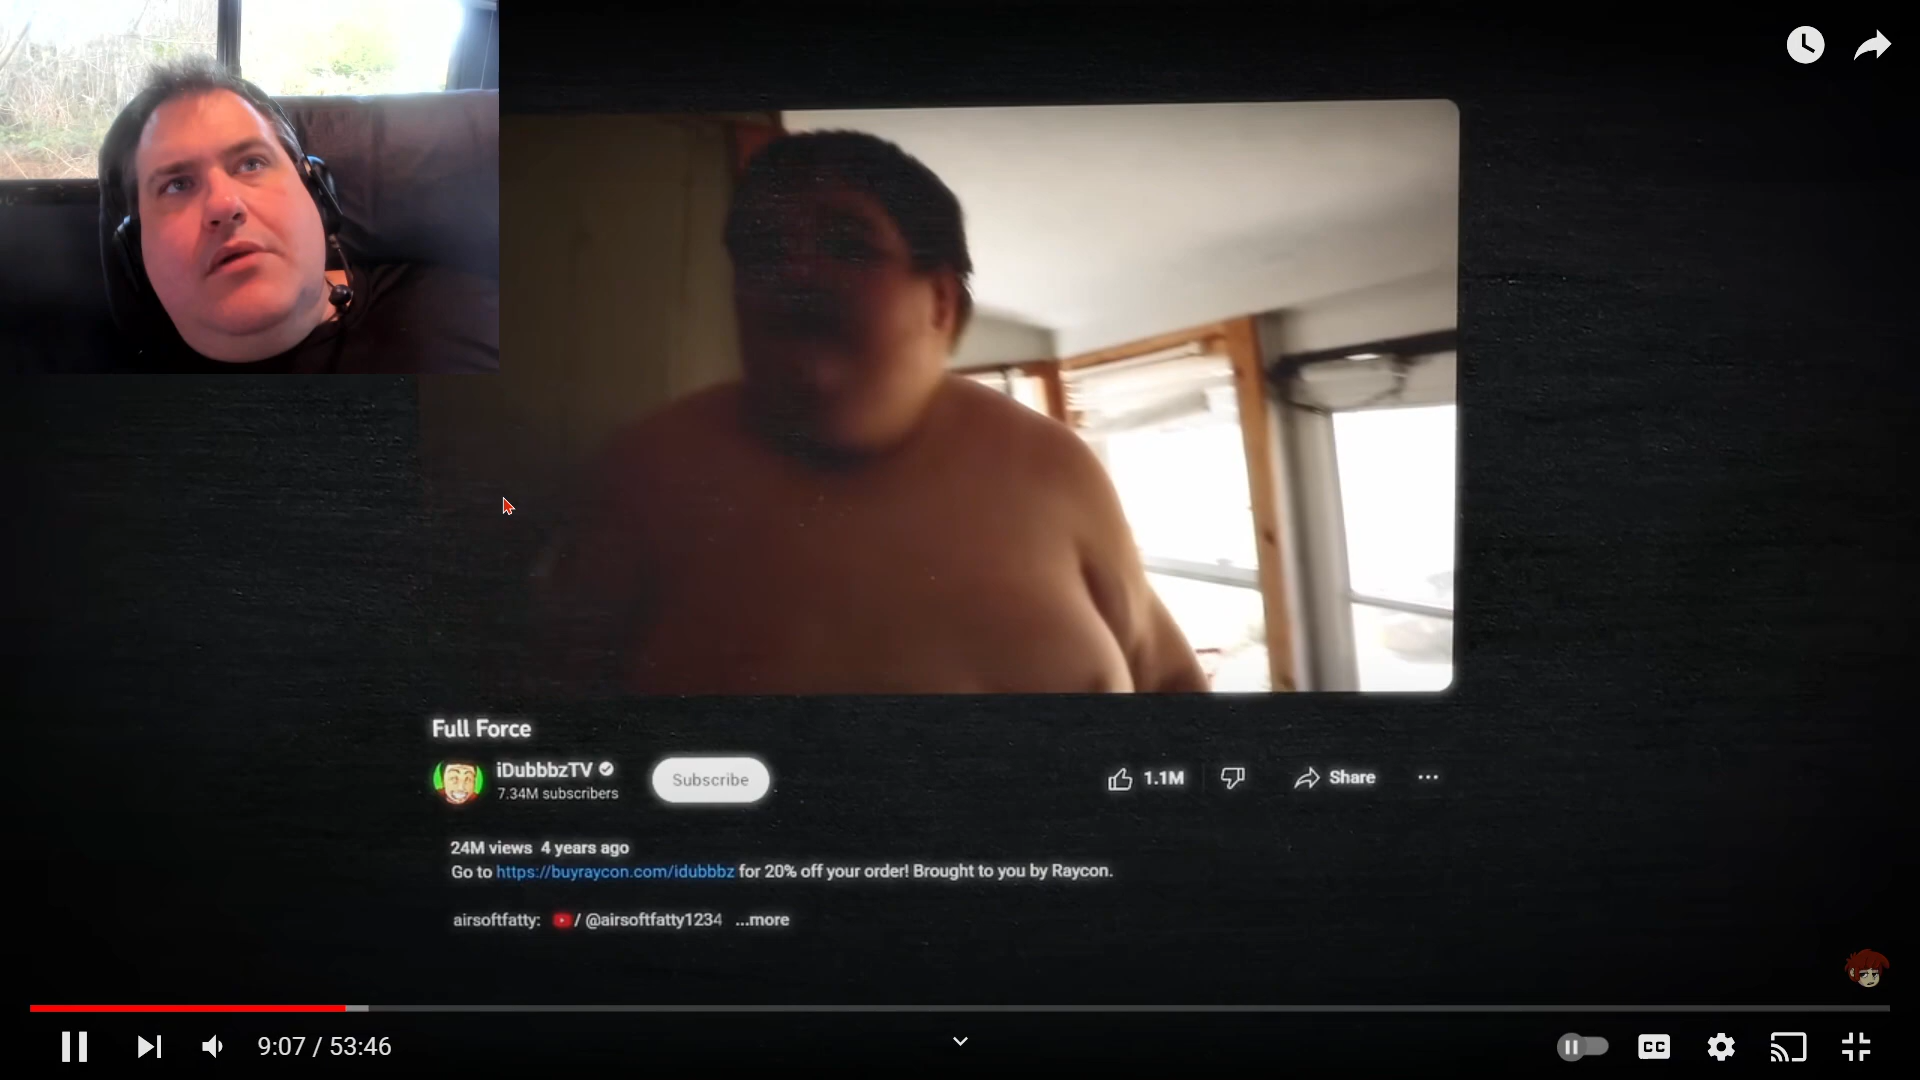 Full Force
iDubbbzTV
7.34M subscribers
Subscribe
1.1M
Share
24M views 4 years ago
Go to https://buyraycon.com/idubbbz for 20% off your order! Brought to you by Raycon.
airsoftfatty: / @airsoftfatty1234 ...more
9:07 / 53:46
CC